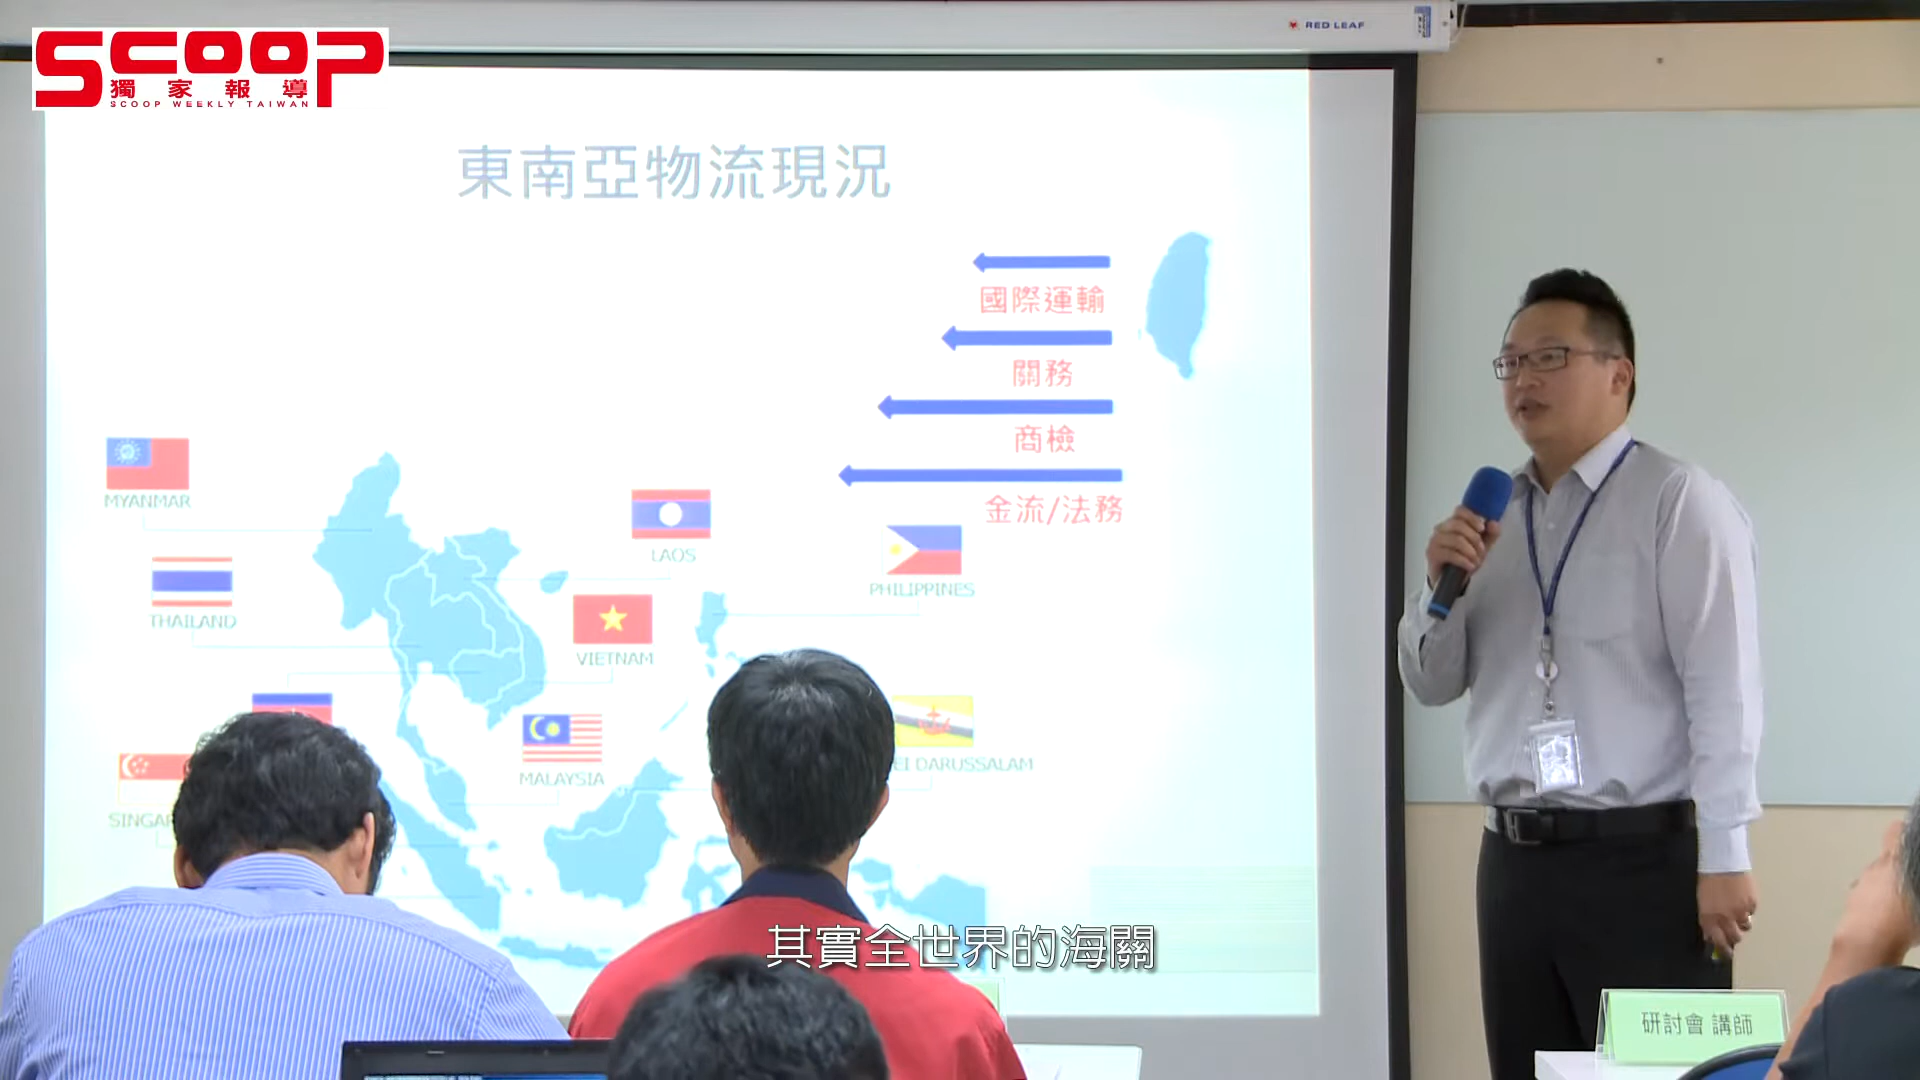 RED LEAF
SCOOP
獨家報導
SCOOP WEEKLY TAIWAN
東南亞物流現況
國際運輸
關務
商檢
金流/法務
MYANMAR
LAOS
PHILIPPINES
THAILAND
VIETNAM
MALAYSIA
EI DARUSSALAM
SINGA
其實全世界的海關
研討會 講師